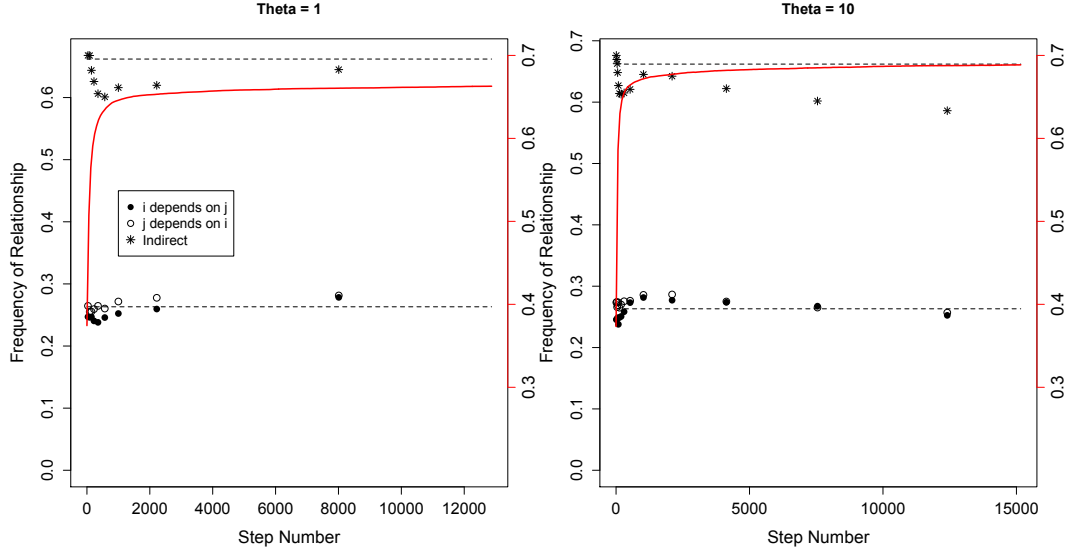 Theta = 1
Frequency of Relationship
0.0 0.1 0.2 0.3 0.4 0.5 0.6
i depends on j
j depends on i
Indirect
0.3 0.4 0.5 0.6 0.7
0 2000 4000 6000 8000 10000 12000
Step Number
Theta = 10
Frequency of Relationship
0.0 0.1 0.2 0.3 0.4 0.5 0.6 0.7
0.3 0.4 0.5 0.6 0.7
0 5000 10000 15000
Step Number